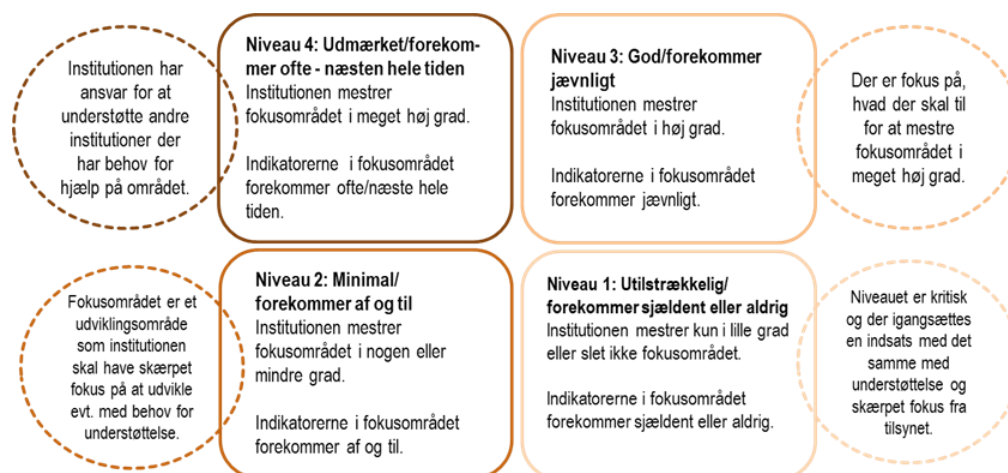 Institutionen har
ansvar for at
understøtte andre
institutioner der
har behov for
hjælp på området.
Niveau 4: Udmærket/forekom-
mer ofte - næsten hele tiden
Institutionen mestrer
fokusområdet i meget høj grad.
Indikatorerne i fokusområdet
forekommer ofte/næste hele
tiden.
Niveau 3: God/forekommer
jævnligt
Institutionen mestrer
fokusområdet i høj grad.
Indikatorerne i fokusområdet
forekommer jævnligt.
Der er fokus på,
hvad der skal til
for at mestre
fokusområdet i
meget høj grad.
Fokusområdet er et
udviklingsområde
som institutionen
skal have skærpet
fokus på at udvikle
evt. med behov for
understøttelse.
Niveau 2: Minimal/
forekommer af og til
Institutionen mestrer
fokusområdet i nogen eller
mindre grad.
Indikatorerne i fokusområdet
forekommer af og til.
Niveau 1: Utilstrækkelig/
forekommer sjældent eller aldrig
Institutionen mestrer kun i lille grad
eller slet ikke fokusområdet.
Indikatorerne i fokusområdet
forekommer sjældent eller aldrig.
Niveauet er kritisk
og der igangsættes
en indsats med det
samme med
understøttelse og
skærpet fokus fra
tilsynet.